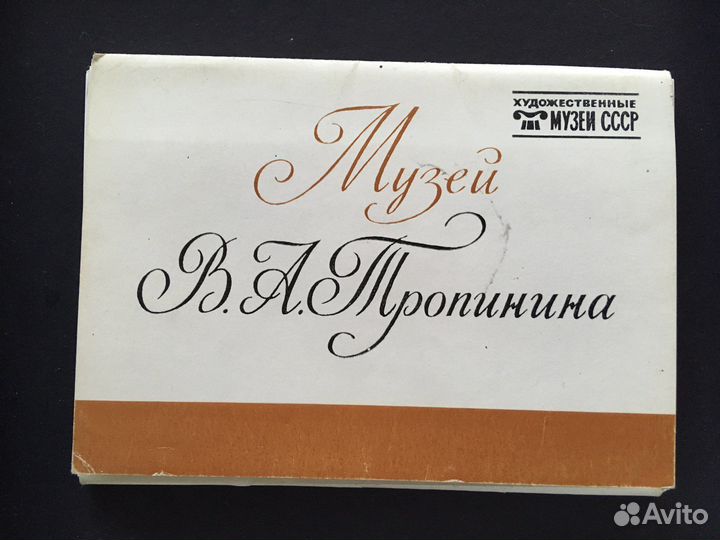 ХУДОЖЕСТВЕННЫЕ
МУЗЕИ СССР
Музей
В.А.Тропинина
Avito